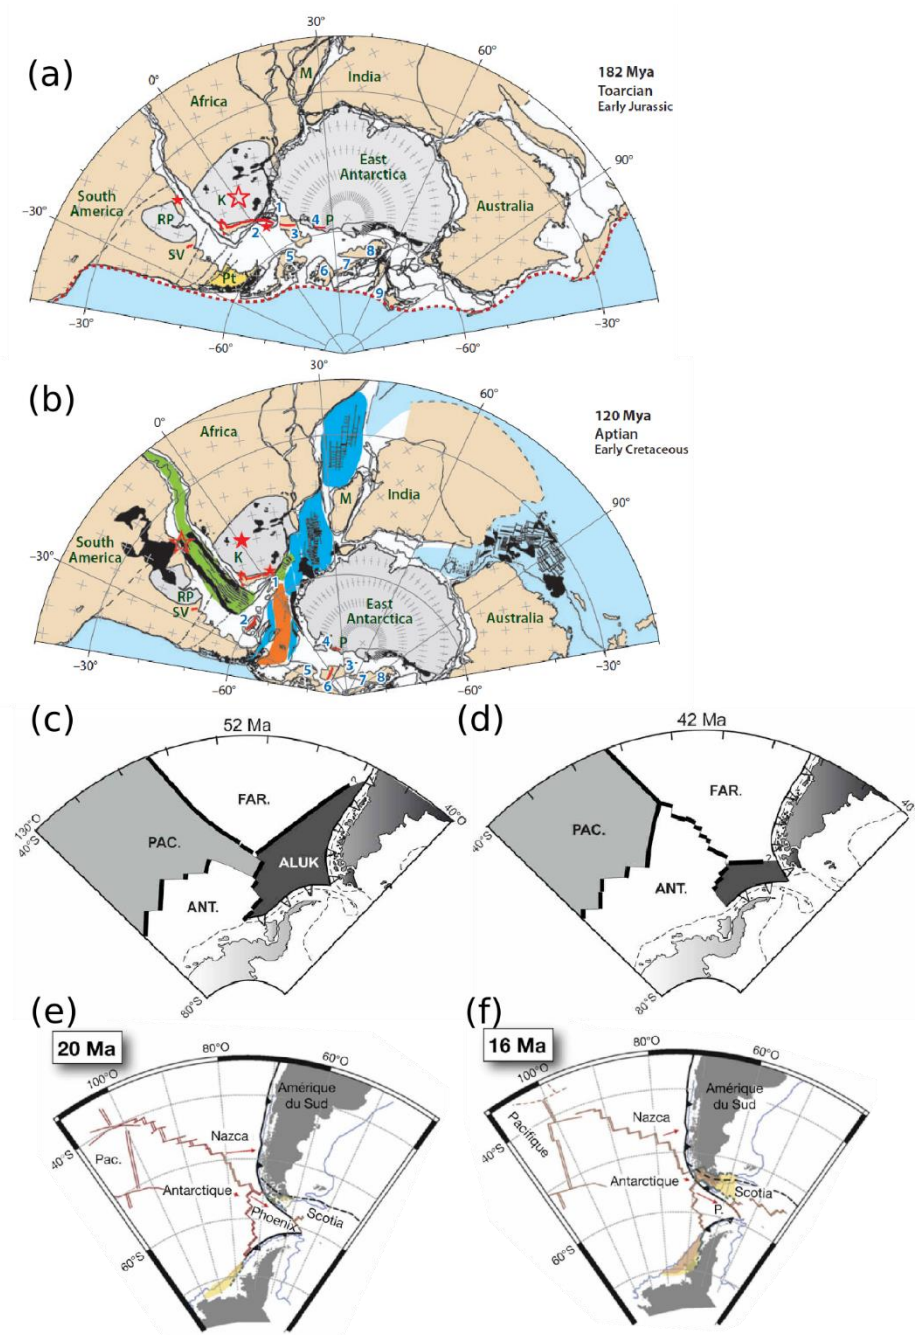 (a)
30°
60°
0°
M
India
182 Mya
Africa
Toarcian
Early Jurassic
East
Antarctica
90°
South
America
K
30°
Australia
-30°
RP
1
4
P
2
3
SV
5
8
7
Pt
6
9
-30°
-30°
-60°
-60°
(b)
30°
60°
0°
120 Mya
Africa
Aptian
Early Cretaceous
M
India
90°
South
America
K
-30°
1
RP
East
Antarctica
SV
2
Australia
4
P
5
3
7
8
6
-30°
-30°
-60°
-60°
(c)
52 Ma
(d)
42 Ma
FAR.
FAR.
130°O
40°S
PAC.
ALUK
40°O
PAC.
40°S
ANT.
ANT.
80°S
80°S
(e)
(f)
20 Ma
80°O
60°O
16 Ma
80°O
60°O
100°O
100°O
Amérique
du Sud
Amérique
du Sud
40°S
Pac.
Nazca
40°S
Pacifique
Nazca
Antarctique
Phoenix
Scotia
Antarctique
P.
Scotia
60°S
60°S